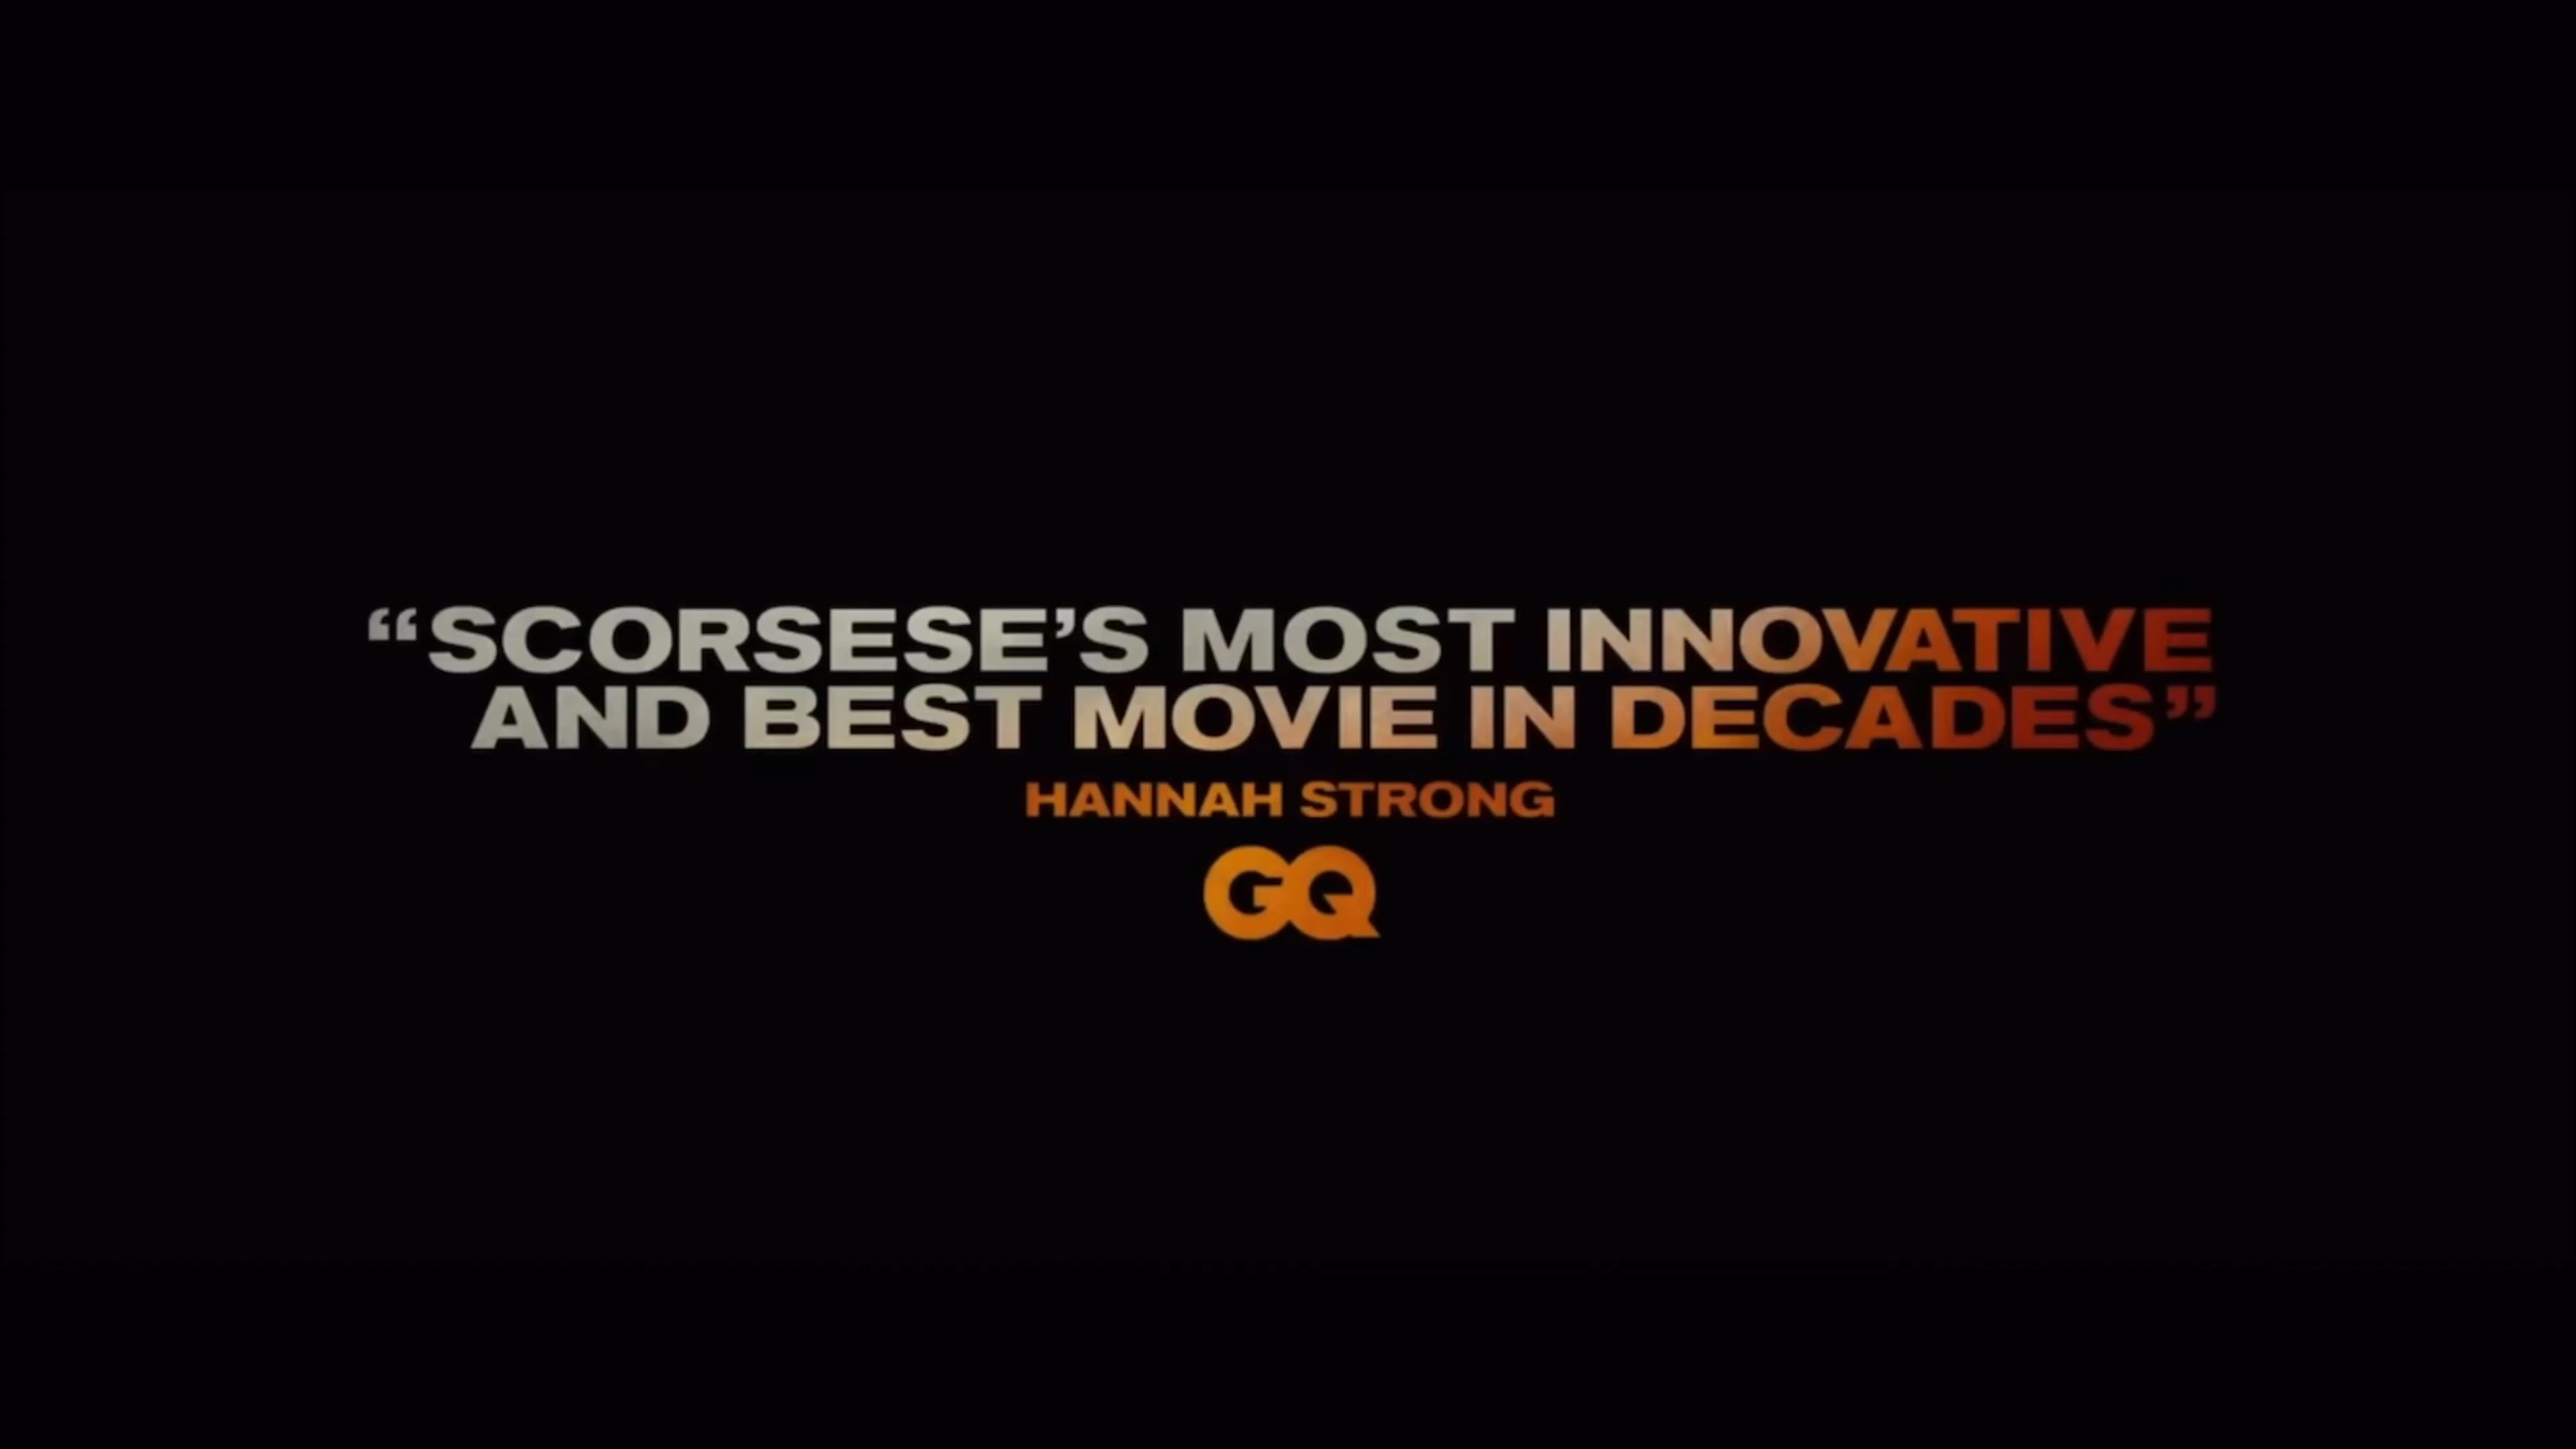 “SCORSESE’S MOST INNOVATIVE
AND BEST MOVIE IN DECADES”
HANNAH STRONG
GQ